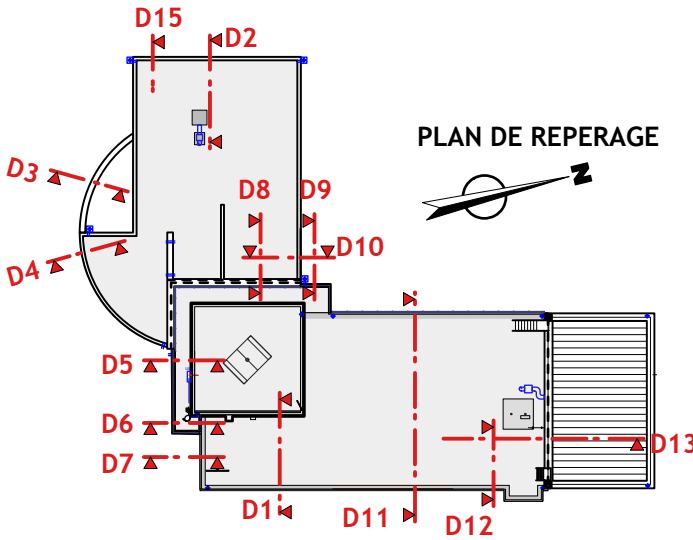 D15
D2
PLAN DE REPERAGE
N
D3
D8
D9
D10
D4
D5
D6
D7
D13
D1
D11
D12